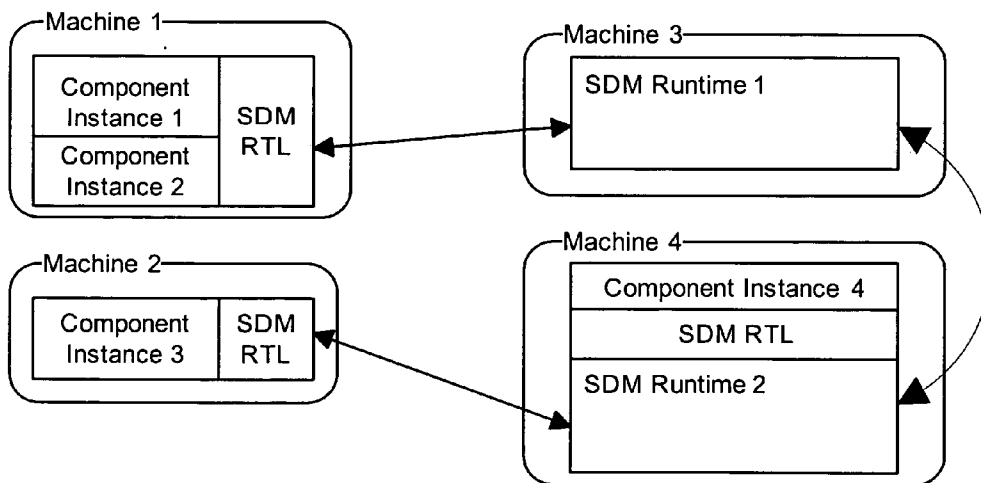 Machine 1
Component
Instance 1
Component
Instance 2
SDM
RTL
Machine 3
SDM Runtime 1
Machine 2
Component
Instance 3
SDM
RTL
Machine 4
Component Instance 4
SDM RTL
SDM Runtime 2